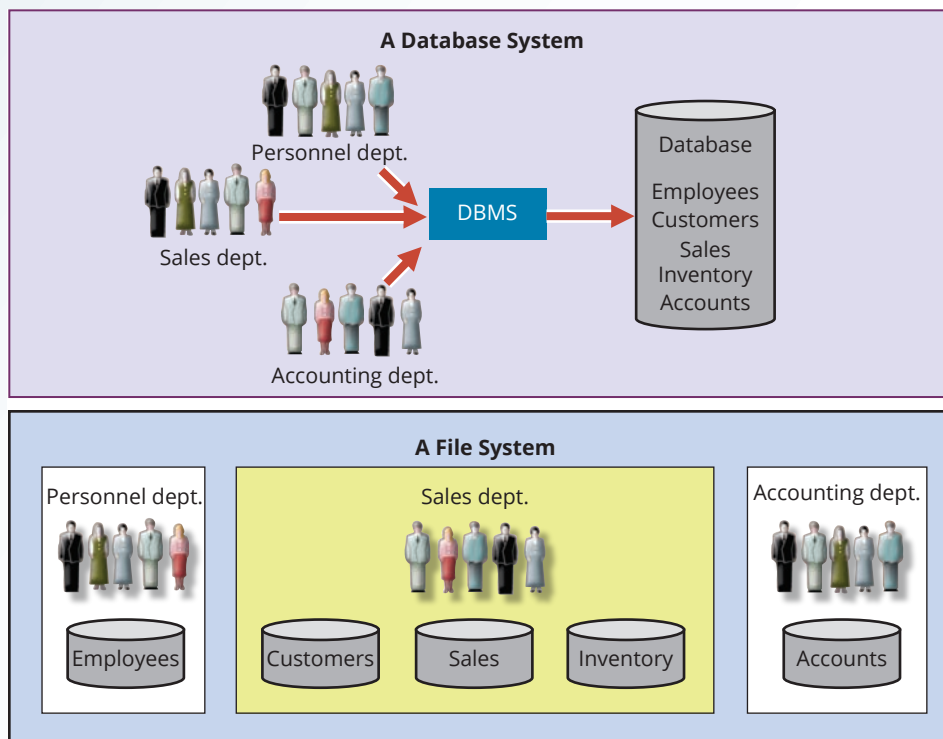 A Database System
Personnel dept.
Sales dept.
Accounting dept.
DBMS
Database
Employees
Customers
Sales
Inventory
Accounts
A File System
Personnel dept.
Employees
Sales dept.
Customers
Sales
Inventory
Accounting dept.
Accounts